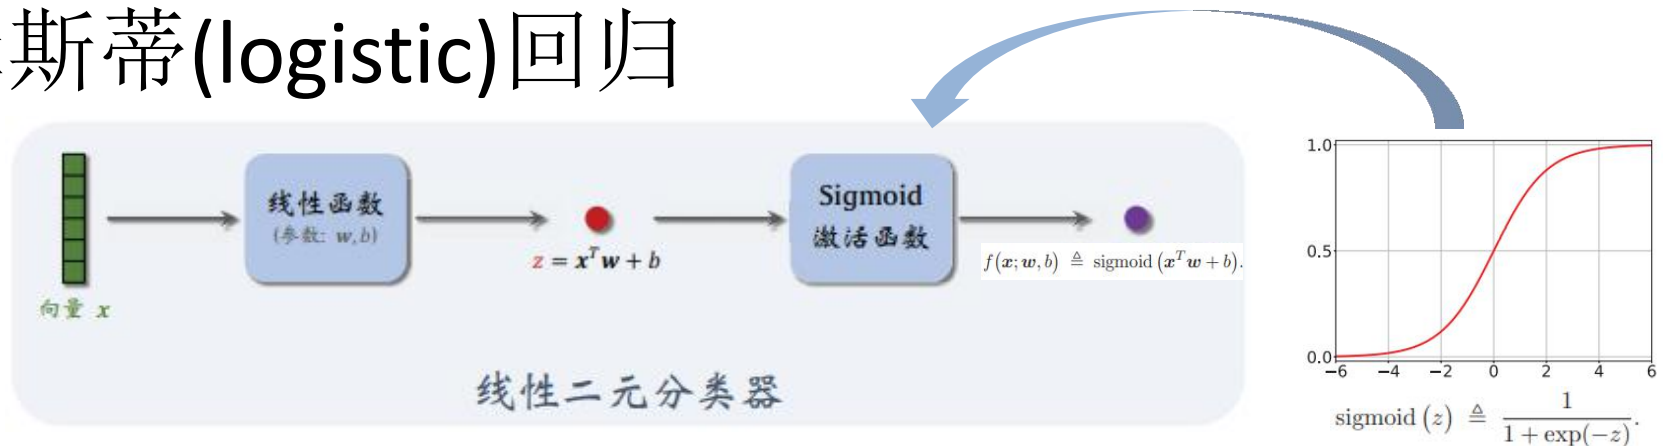 斯蒂(logistic)回归
线性函数
(参数: w,b)
Sigmoid
激活函数
z = x^T w + b
f(x; w, b) ≜ sigmoid (x^T w + b).
向量 x
线性二元分类器
1.0
0.5
0.0
−6 −4 −2 0 2 4 6
sigmoid (z) ≜ 1 / (1 + exp(−z)).